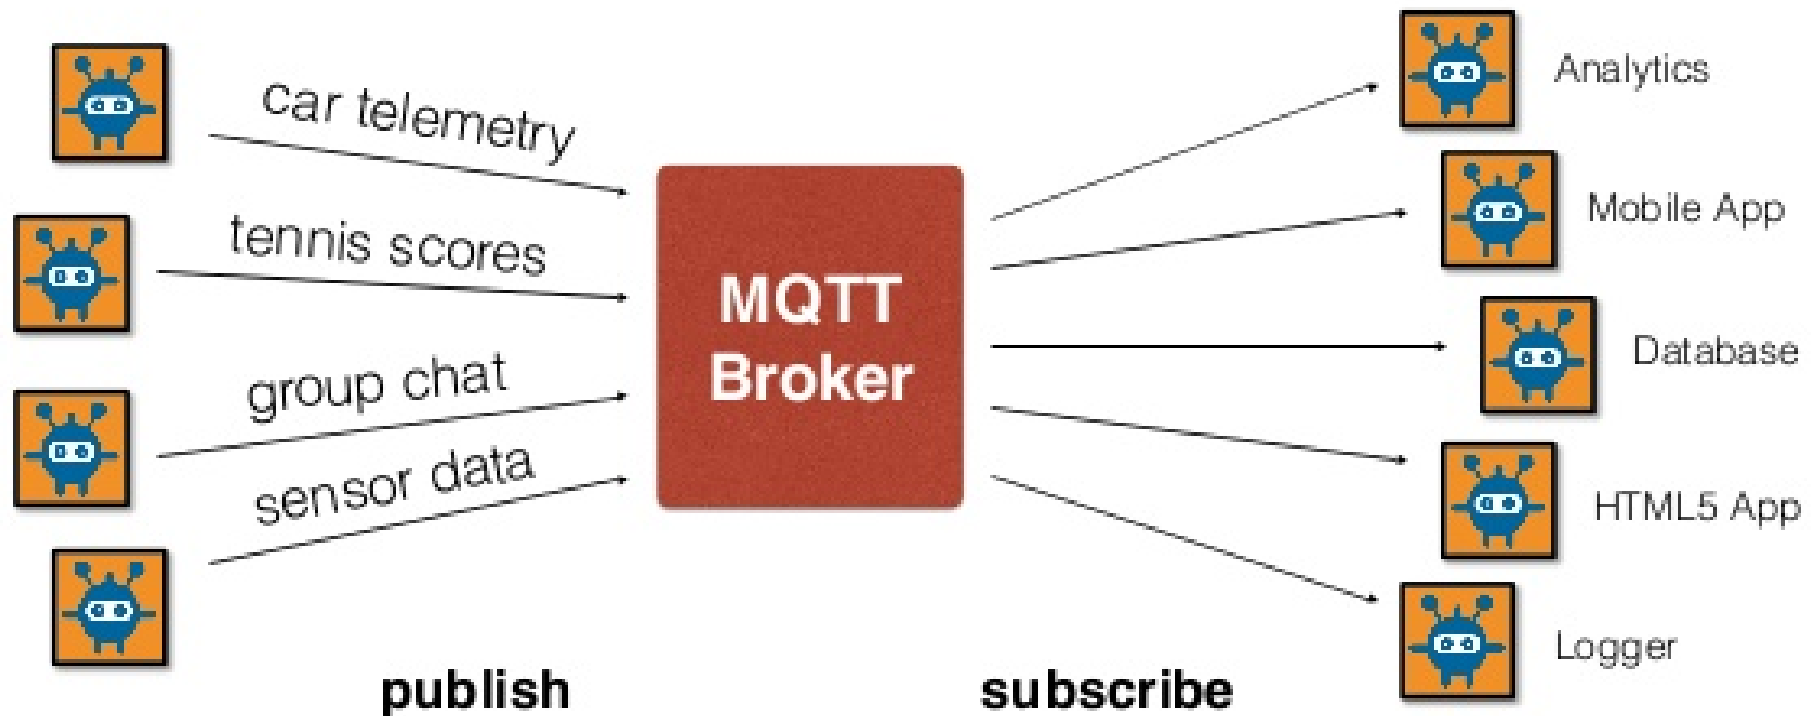 car telemetry
tennis scores
group chat
sensor data
MQTT
Broker
Analytics
Mobile App
Database
HTML5 App
Logger
publish
subscribe